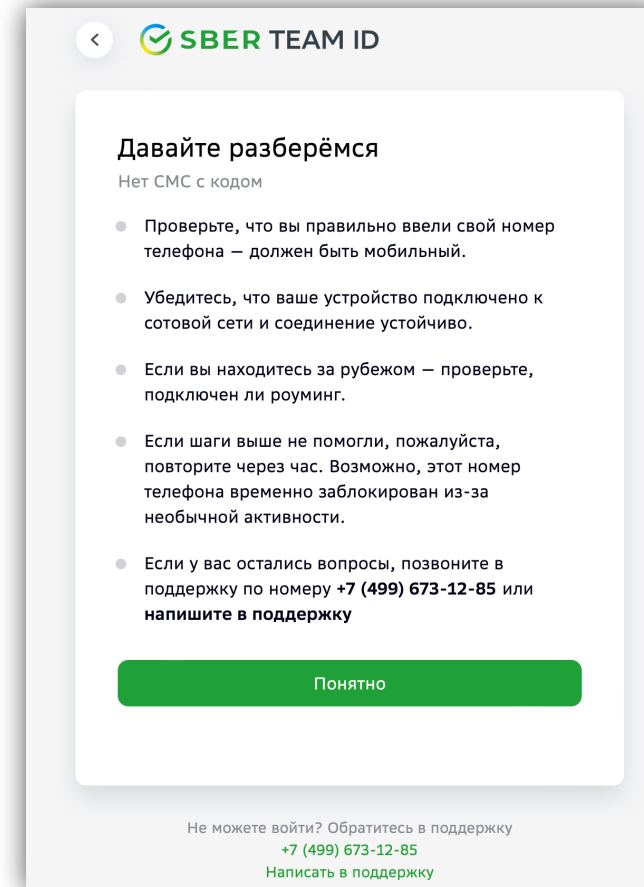 SBER TEAM ID
Давайте разберёмся
Нет СМС с кодом
Проверьте, что вы правильно ввели свой номер
телефона — должен быть мобильный.
Убедитесь, что ваше устройство подключено к
сотовой сети и соединение устойчиво.
Если вы находитесь за рубежом — проверьте,
подключен ли роуминг.
Если шаги выше не помогли, пожалуйста,
повторите через час. Возможно, этот номер
телефона временно заблокирован из-за
необычной активности.
Если у вас остались вопросы, позвоните в
поддержку по номеру +7 (499) 673-12-85 или
напишите в поддержку
Понятно
Не можете войти? Обратитесь в поддержку
+7 (499) 673-12-85
Написать в поддержку